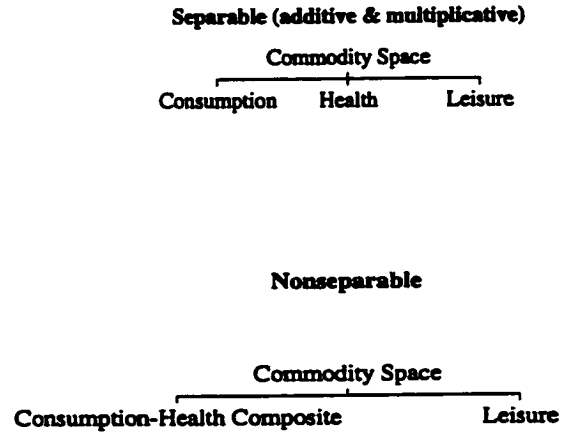 Separable (additive & multiplicative)
Commodity Space
Consumption Health Leisure
Nonseparable
Commodity Space
Consumption-Health Composite Leisure